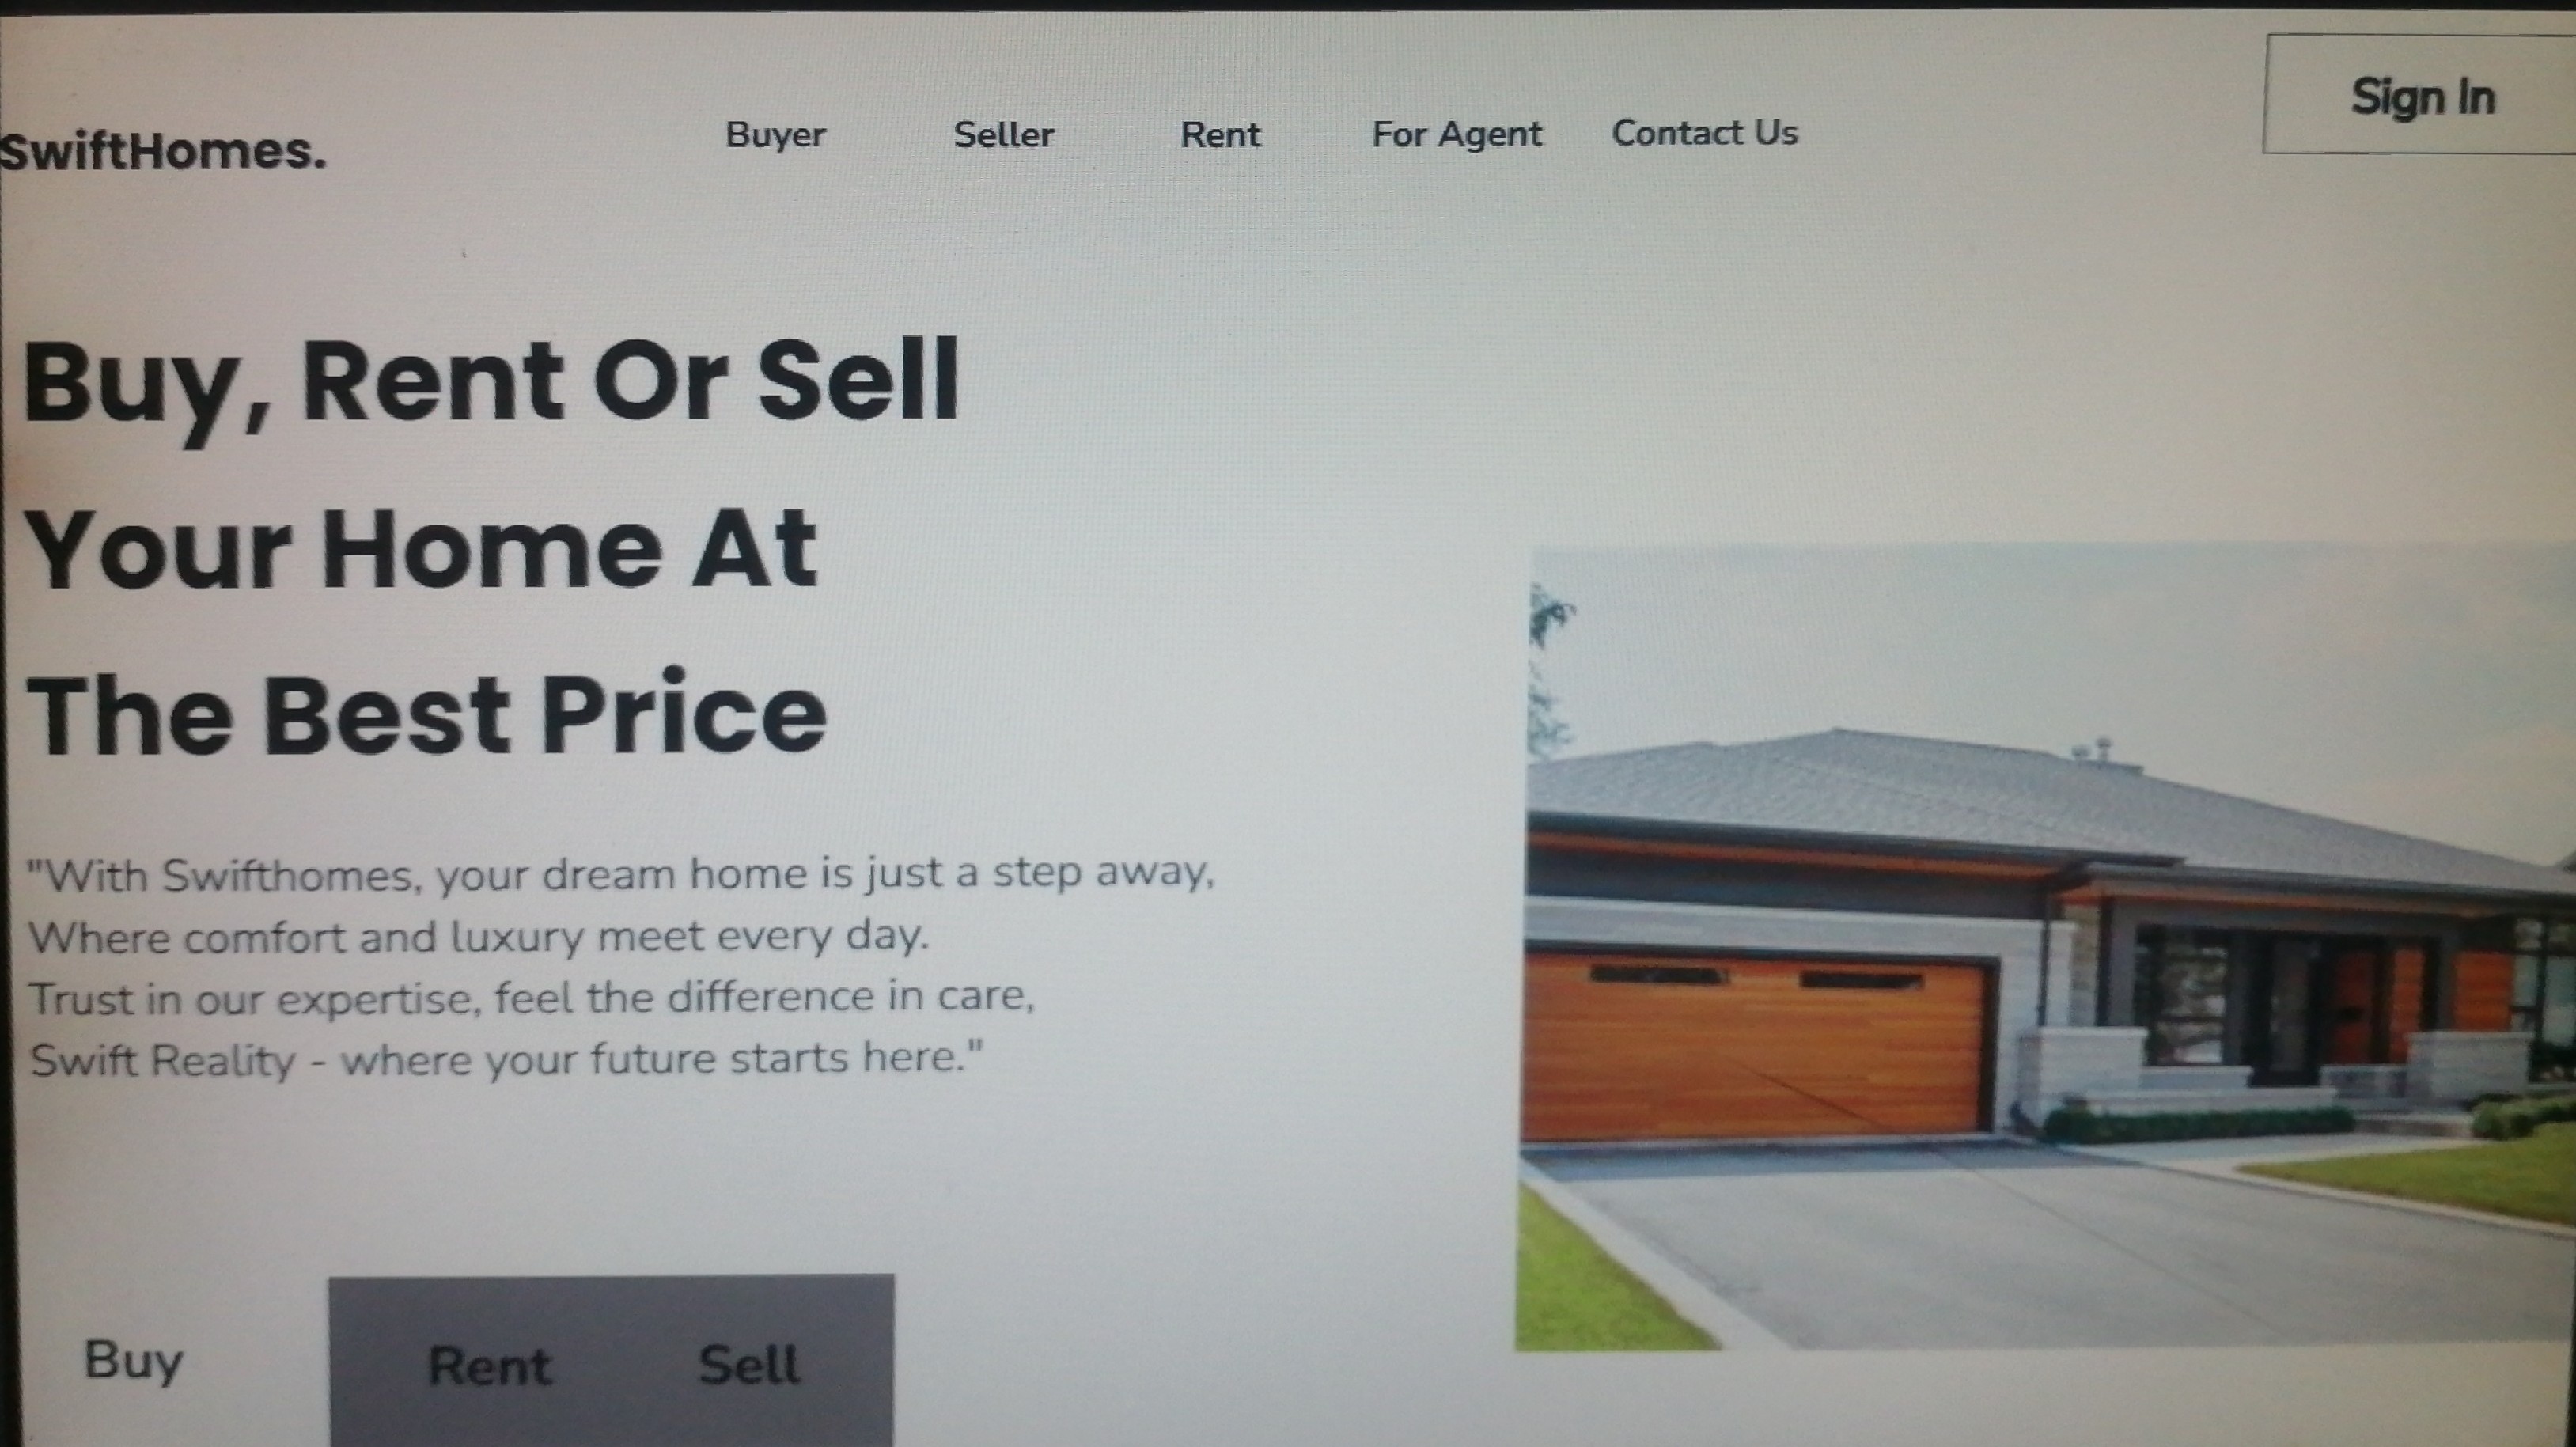 SwiftHomes.
Buyer Seller Rent For Agent Contact Us
Sign In
Buy, Rent Or Sell
Your Home At
The Best Price
"With Swifthomes, your dream home is just a step away,
Where comfort and luxury meet every day.
Trust in our expertise, feel the difference in care,
Swift Reality - where your future starts here."
Buy Rent Sell